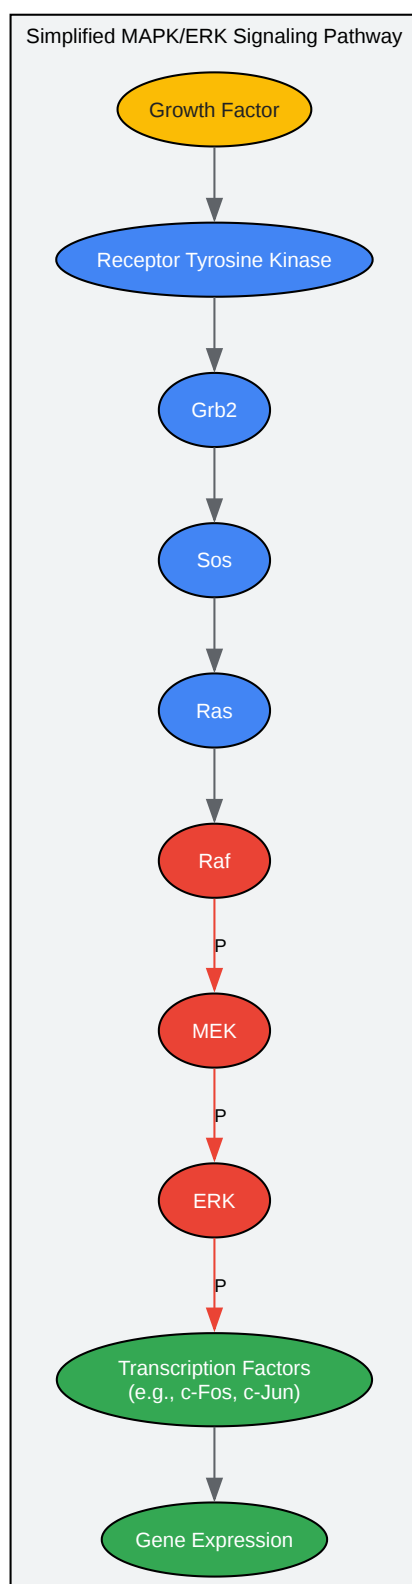 Simplified MAPK/ERK Signaling Pathway
Growth Factor
Receptor Tyrosine Kinase
Grb2
Sos
Ras
Raf
P
MEK
P
ERK
P
Transcription Factors
(e.g., c-Fos, c-Jun)
Gene Expression